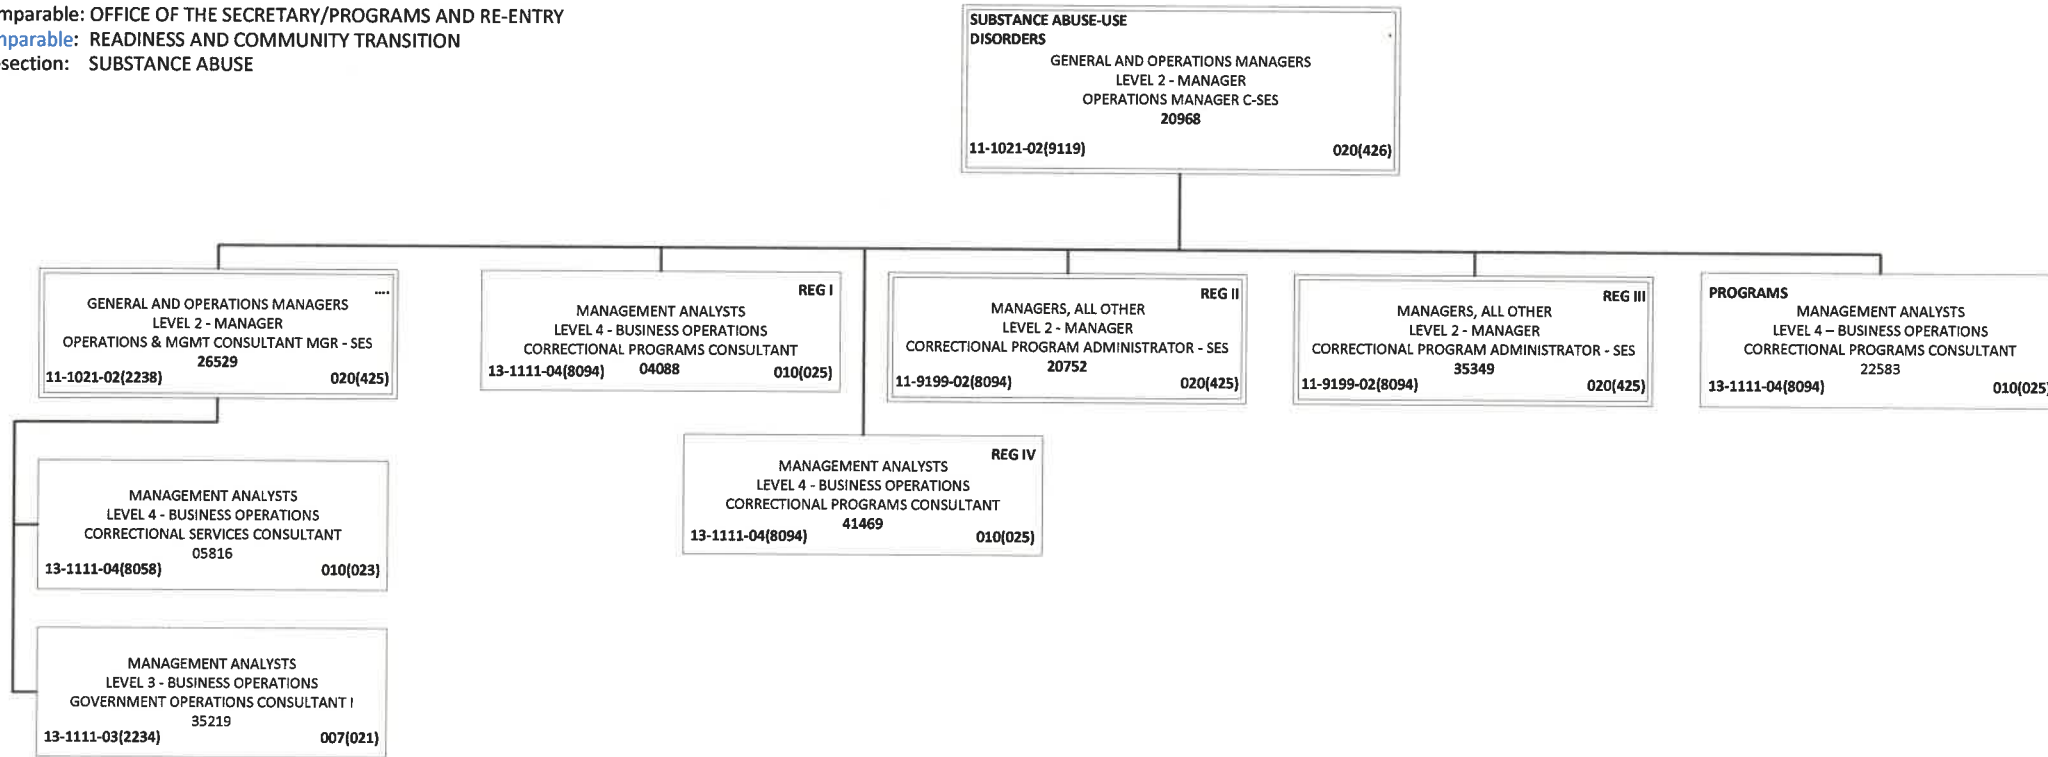 mparable: OFFICE OF THE SECRETARY/PROGRAMS AND RE-ENTRY
mparable: READINESS AND COMMUNITY TRANSITION
section: SUBSTANCE ABUSE
SUBSTANCE ABUSE-USE
DISORDERS
GENERAL AND OPERATIONS MANAGERS
LEVEL 2 - MANAGER
OPERATIONS MANAGER C-SES
20968
11-1021-02(9119) 020(426)
....
GENERAL AND OPERATIONS MANAGERS
LEVEL 2 - MANAGER
OPERATIONS & MGMT CONSULTANT MGR - SES
26529
11-1021-02(2238) 020(425)
REG I
MANAGEMENT ANALYSTS
LEVEL 4 - BUSINESS OPERATIONS
CORRECTIONAL PROGRAMS CONSULTANT
13-1111-04(8094) 04088 010(025)
REG II
MANAGERS, ALL OTHER
LEVEL 2 - MANAGER
CORRECTIONAL PROGRAM ADMINISTRATOR - SES
20752
11-9199-02(8094) 020(425)
REG III
MANAGERS, ALL OTHER
LEVEL 2 - MANAGER
CORRECTIONAL PROGRAM ADMINISTRATOR - SES
35349
11-9199-02(8094) 020(425)
PROGRAMS
MANAGEMENT ANALYSTS
LEVEL 4 – BUSINESS OPERATIONS
CORRECTIONAL PROGRAMS CONSULTANT
22583
13-1111-04(8094) 010(025)
REG IV
MANAGEMENT ANALYSTS
LEVEL 4 - BUSINESS OPERATIONS
CORRECTIONAL PROGRAMS CONSULTANT
41469
13-1111-04(8094) 010(025)
MANAGEMENT ANALYSTS
LEVEL 4 - BUSINESS OPERATIONS
CORRECTIONAL SERVICES CONSULTANT
05816
13-1111-04(8058) 010(023)
MANAGEMENT ANALYSTS
LEVEL 3 - BUSINESS OPERATIONS
GOVERNMENT OPERATIONS CONSULTANT I
35219
13-1111-03(2234) 007(021)